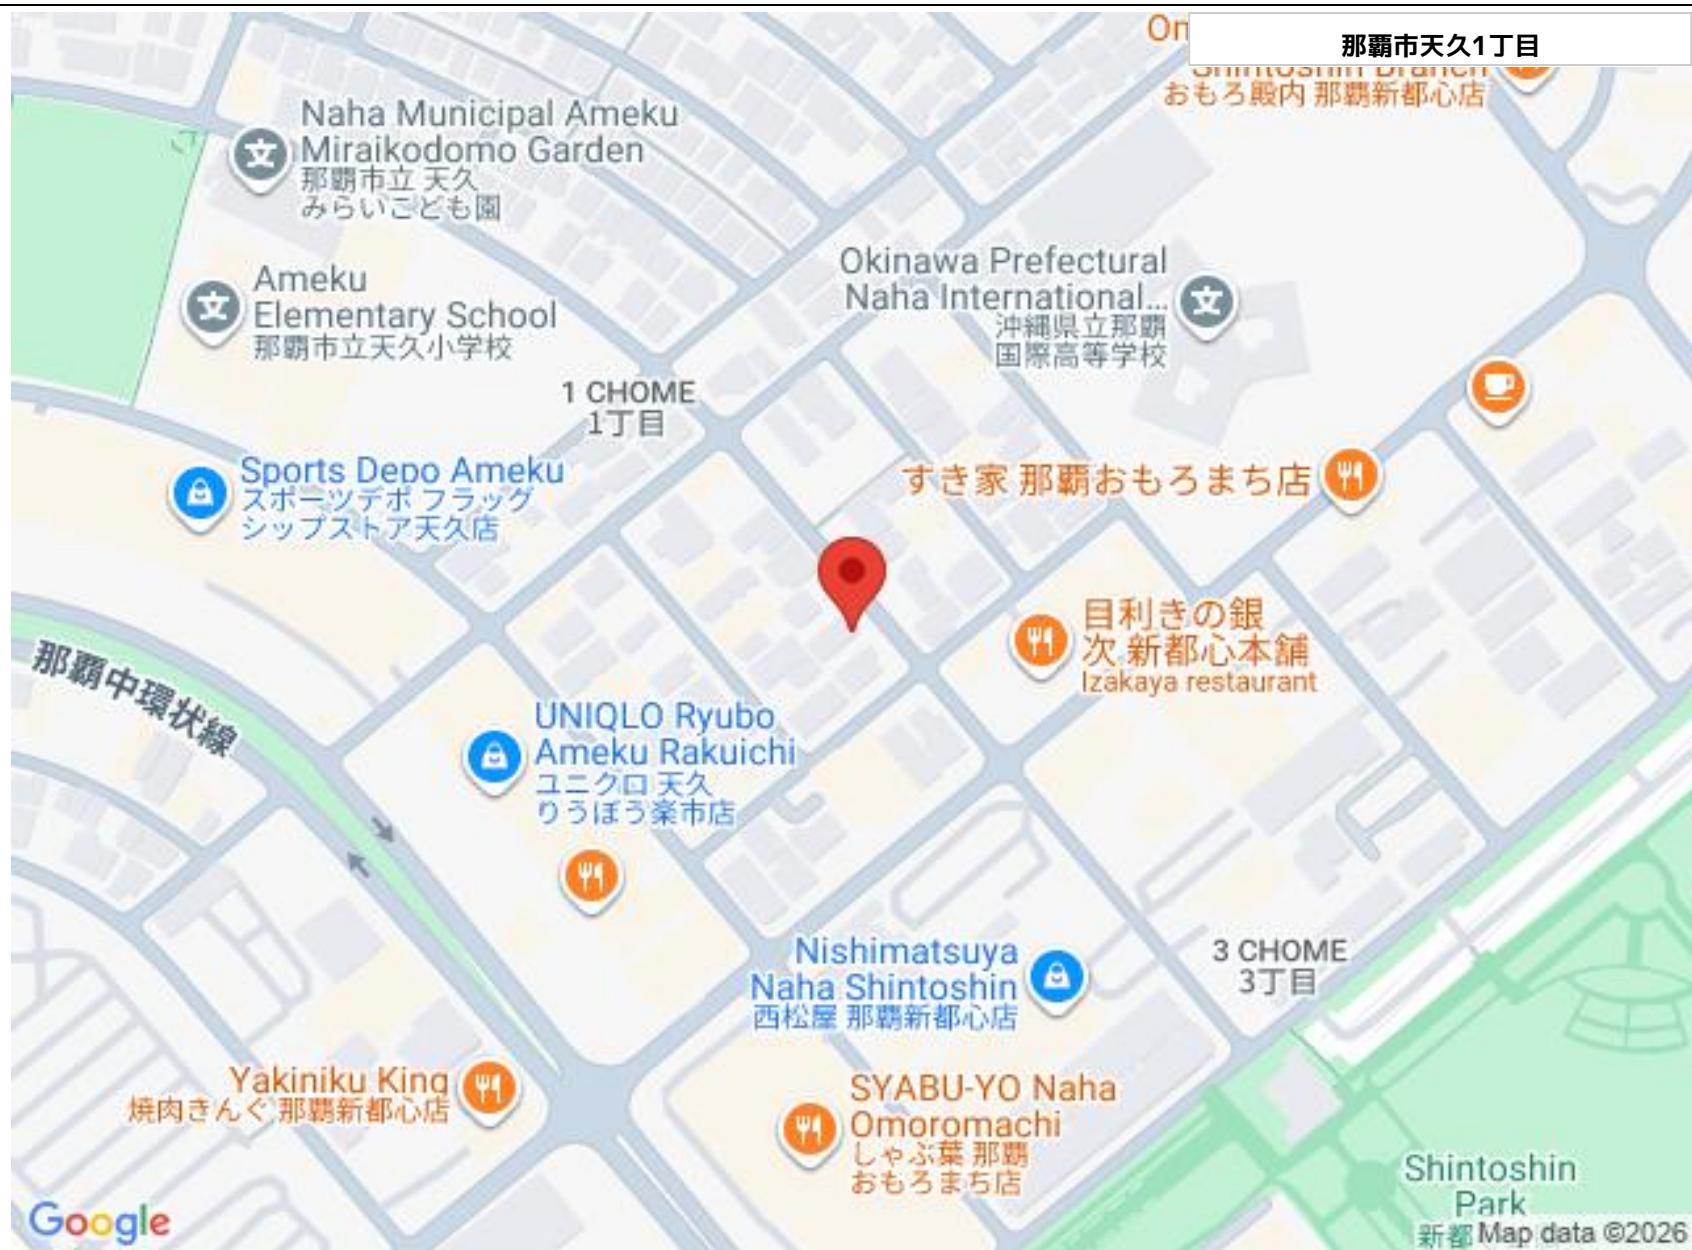 On
那覇市天久1丁目
Shintoshin Branch
おもろ殿内 那覇新都心店
Naha Municipal Ameku
Miraikodomo Garden
那覇市立 天久
みらいこども園
Okinawa Prefectural
Naha International...
沖縄県立那覇
国際高等学校
Ameku
Elementary School
那覇市立天久小学校
1 CHOME
1丁目
Sports Depo Ameku
スポーツデポ フラッグ
シップストア天久店
すき家 那覇おもろまち店
目利きの銀
次 新都心本舗
Izakaya restaurant
那覇中環状線
UNIQLO Ryubo
Ameku Rakuichi
ユニクロ 天久
りうぼう楽市店
Nishimatsuya
Naha Shintoshin
西松屋 那覇新都心店
3 CHOME
3丁目
Yakiniku King
焼肉きんぐ 那覇新都心店
SYABU-YO Naha
Omoromachi
しゃぶ葉 那覇
おもろまち店
Shintoshin
Park
新都
Google
Map data ©2026